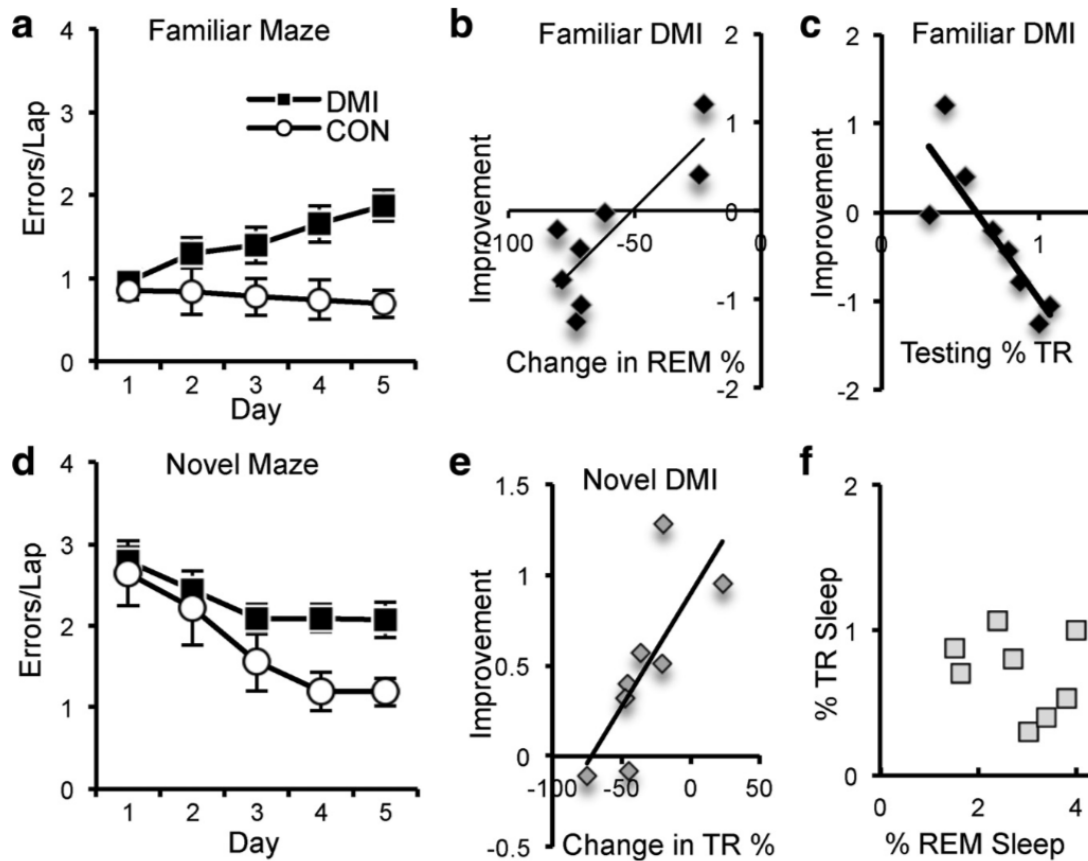 a
Familiar Maze
4
3
2
1
0
Errors/Lap
DMI
CON
1 2 3 4 5
Day
b
Familiar DMI
2
1
0
-1
-2
Improvement
-100 -50 0
Change in REM %
c
Familiar DMI
2
1
0
-1
-2
Improvement
0 1
Testing % TR
d
Novel Maze
4
3
2
1
0
Errors/Lap
1 2 3 4 5
Day
e
Novel DMI
1.5
1
0.5
0
-0.5
Improvement
-100 -50 0 50
Change in TR %
f
2
1
0
% TR Sleep
0 2 4
% REM Sleep